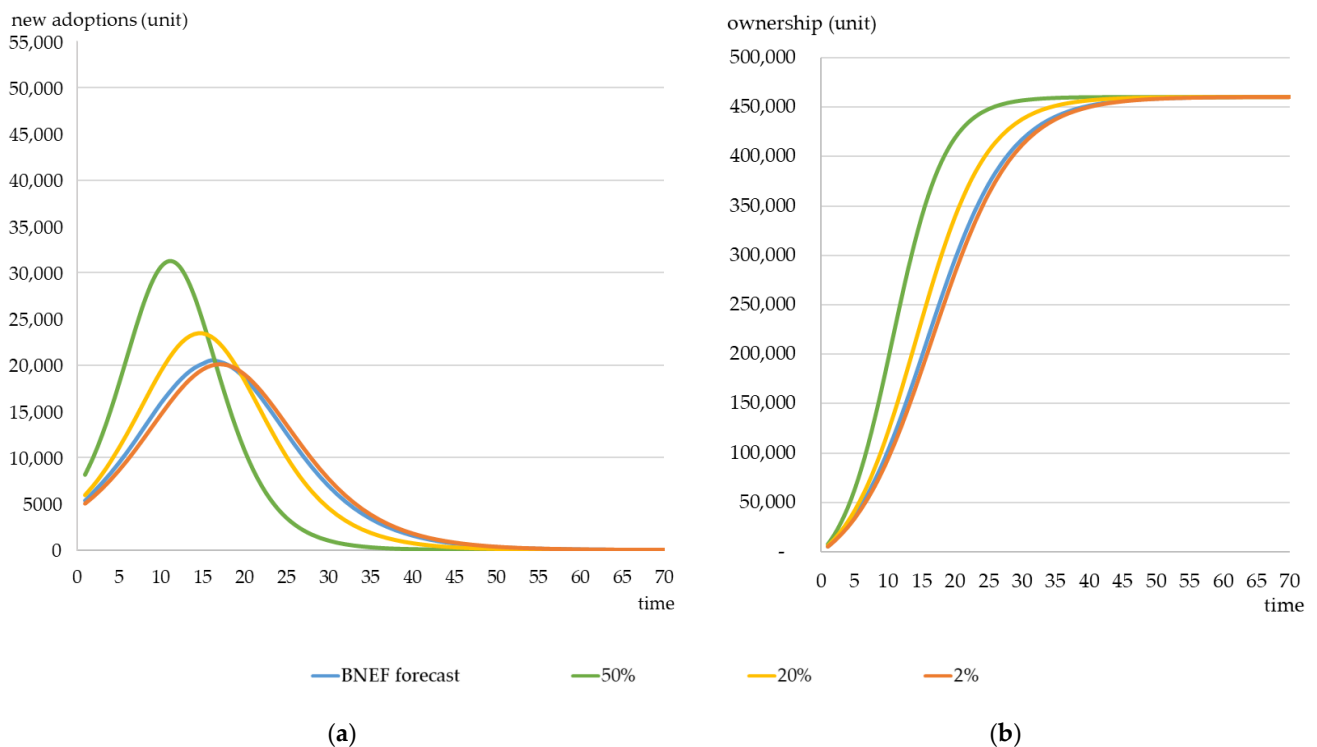 new adoptions (unit)
55,000
50,000
45,000
40,000
35,000
30,000
25,000
20,000
15,000
10,000
5000
0
0 5 10 15 20 25 30 35 40 45 50 55 60 65 70
time
ownership (unit)
500,000
450,000
400,000
350,000
300,000
250,000
200,000
150,000
100,000
50,000
-
0 5 10 15 20 25 30 35 40 45 50 55 60 65 70
time
BNEF forecast 50% 20% 2%
(a) (b)